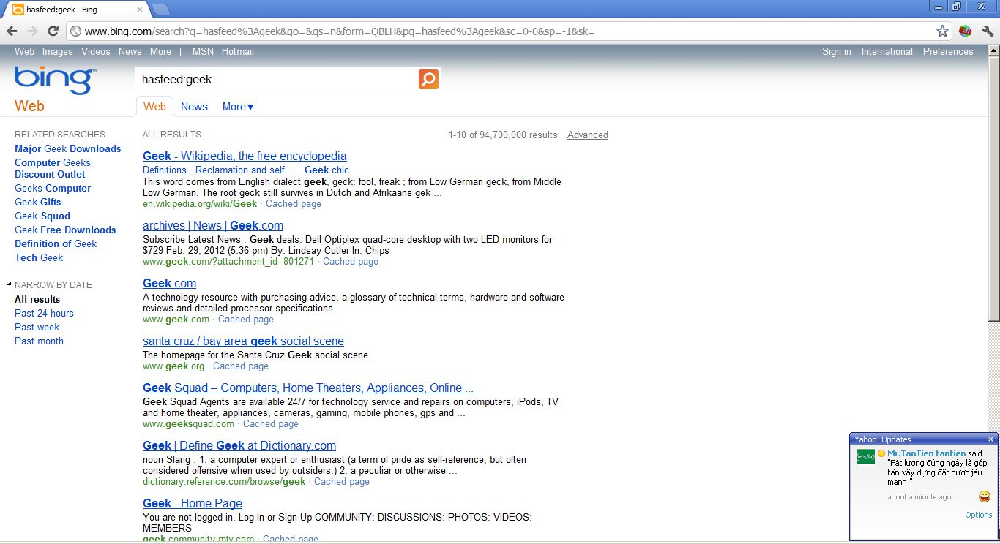 hasfeed:geek - Bing
www.bing.com/search?q=hasfeed%3Ageek&go=&qs=n&form=QBLH&pq=hasfeed%3Ageek&sc=0-0&sp=-1&sk=
Web Images Videos News More | MSN Hotmail
Sign in International Preferences
bing™
hasfeed:geek
Web
Web News More▼
RELATED SEARCHES
Major Geek Downloads
Computer Geeks
Discount Outlet
Geeks Computer
Geek Gifts
Geek Squad
Geek Free Downloads
Definition of Geek
Tech Geek
NARROW BY DATE
All results
Past 24 hours
Past week
Past month
ALL RESULTS
1-10 of 94,700,000 results · Advanced
Geek - Wikipedia, the free encyclopedia
Definitions · Reclamation and self ... · Geek chic
This word comes from English dialect geek, geck: fool, freak ; from Low German geck, from Middle
Low German. The root geck still survives in Dutch and Afrikaans gek ...
en.wikipedia.org/wiki/Geek · Cached page
archives | News | Geek.com
Subscribe Latest News . Geek deals: Dell Optiplex quad-core desktop with two LED monitors for
$729 Feb. 29, 2012 (5:36 pm) By: Lindsay Cutler In: Chips
www.geek.com/?attachment_id=801271 · Cached page
Geek.com
A technology resource with purchasing advice, a glossary of technical terms, hardware and software
reviews and detailed processor specifications.
www.geek.com · Cached page
santa cruz / bay area geek social scene
The homepage for the Santa Cruz Geek social scene.
www.geek.org · Cached page
Geek Squad – Computers, Home Theaters, Appliances, Online ...
Geek Squad Agents are available 24/7 for technology service and repairs on computers, iPods, TV
and home theater, appliances, cameras, gaming, mobile phones, gps and ...
www.geeksquad.com · Cached page
Geek | Define Geek at Dictionary.com
noun Slang . 1. a computer expert or enthusiast (a term of pride as self-reference, but often
considered offensive when used by outsiders.) 2. a peculiar or otherwise ...
dictionary.reference.com/browse/geek · Cached page
Geek - Home Page
You are not logged in. Log In or Sign Up COMMUNITY: DISCUSSIONS: PHOTOS: VIDEOS:
MEMBERS
geek-community.mtv.com · Cached page
Yahoo! Updates
Mr.TanTien tantien said
"Fát lương đúng ngày là góp
fần xây dựng đất nước jàu
mạnh."
about a minute ago
Options